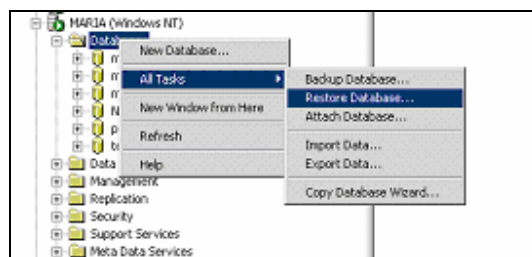 MARIA (Windows NT)
New Database...
All Tasks
New Window from Here
Refresh
Help
Backup Database...
Restore Database...
Attach Database...
Import Data...
Export Data...
Copy Database Wizard...
Data
Management
Replication
Security
Support Services
Meta Data Services